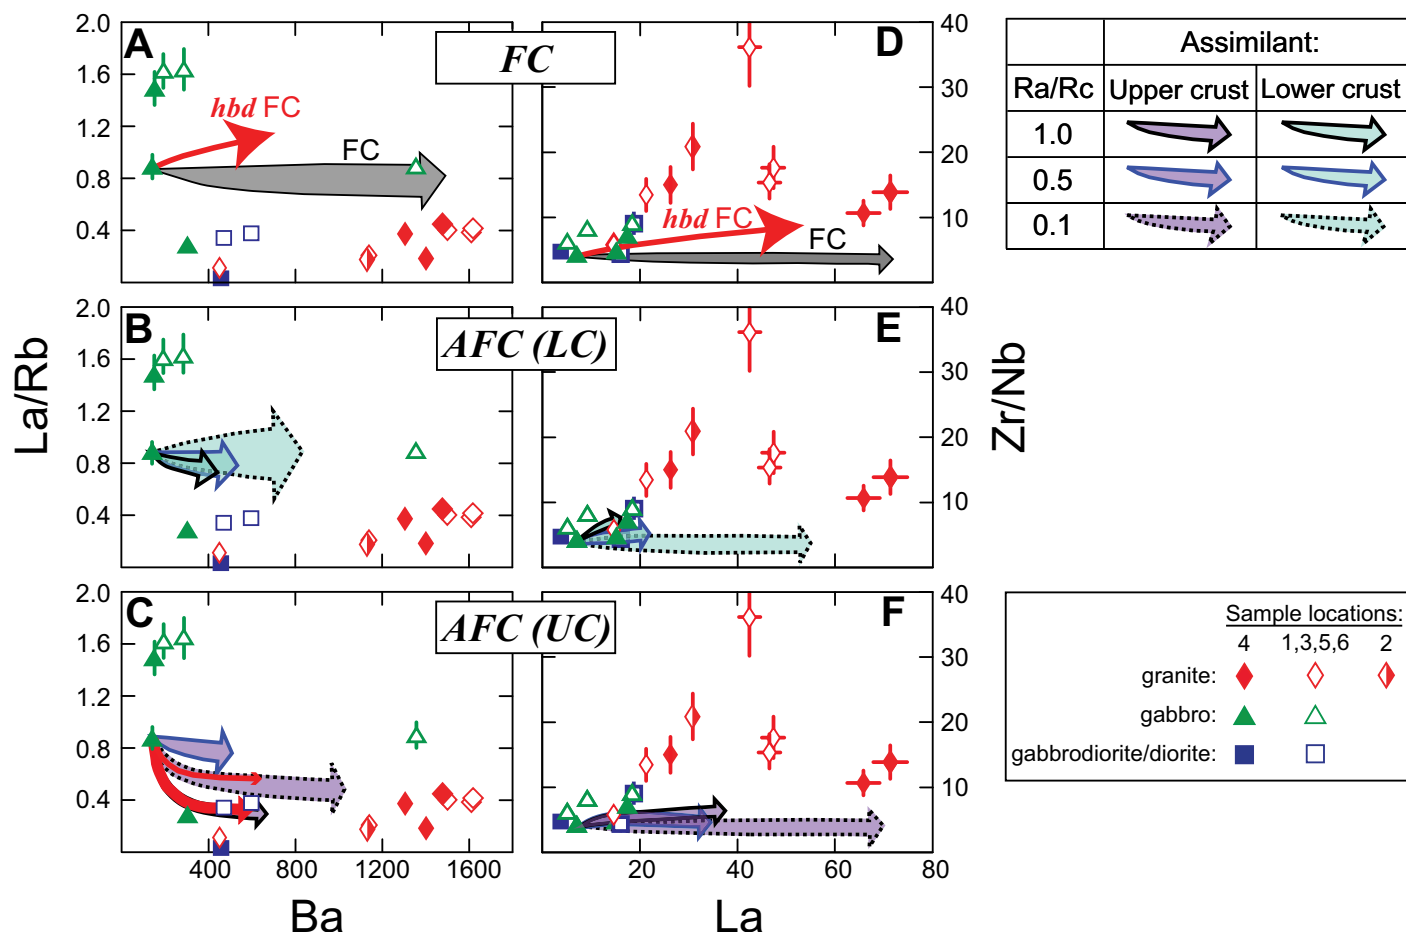 2.0
A
FC
D
40
1.6
30
hbd FC
1.2
FC
20
0.8
hbd FC
10
0.4
FC
Assimilant:
Ra/Rc Upper crust Lower crust
1.0
0.5
0.1
2.0
B
AFC (LC)
E
40
1.6
30
1.2
20
0.8
10
0.4
La/Rb
Zr/Nb
2.0
C
AFC (UC)
F
40
1.6
30
1.2
20
0.8
10
0.4
400 800 1200 1600
20 40 60 80
Ba
La
Sample locations:
4 1,3,5,6 2
granite:
gabbro:
gabbrodiorite/diorite: